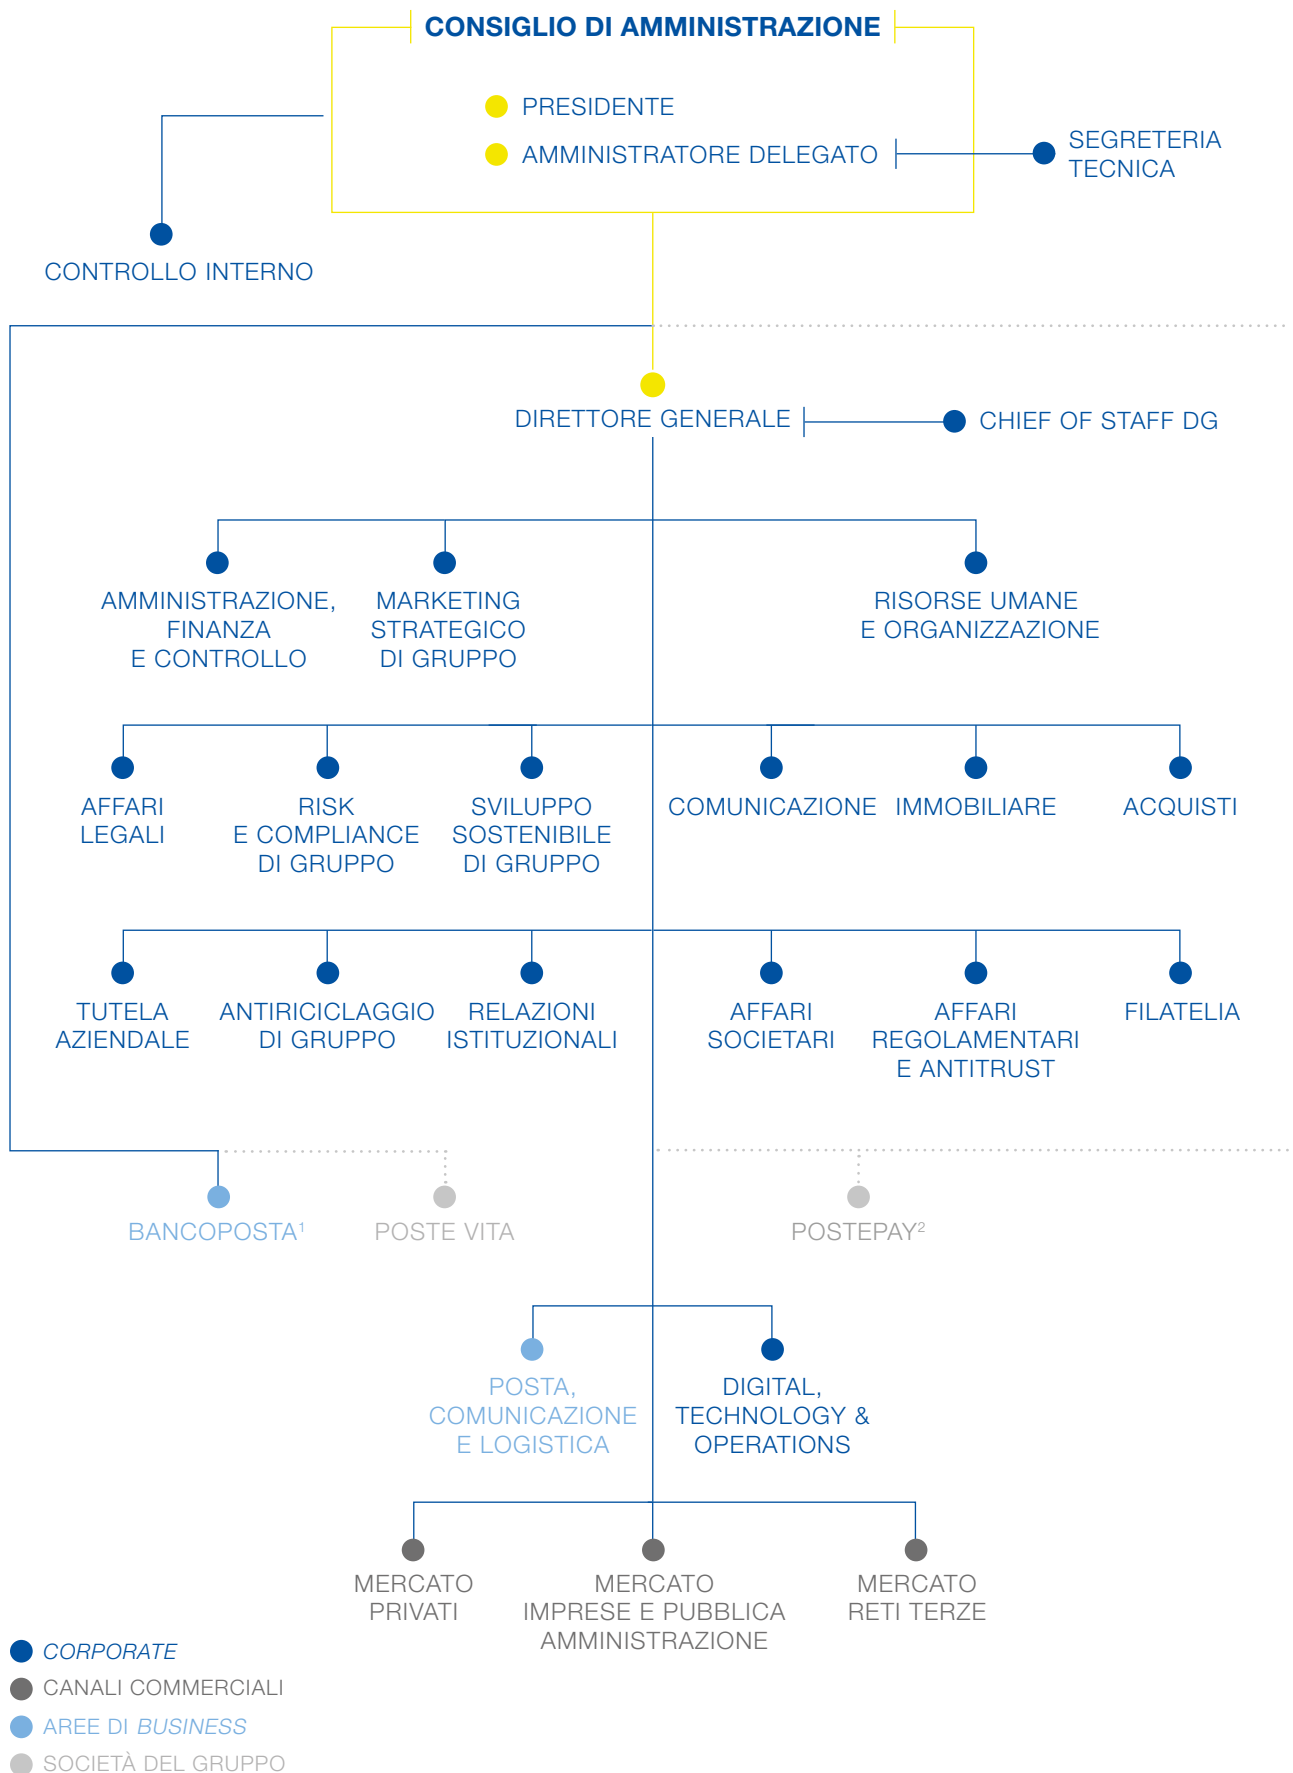 CONSIGLIO DI AMMINISTRAZIONE
PRESIDENTE
AMMINISTRATORE DELEGATO
SEGRETERIA
TECNICA
CONTROLLO INTERNO
DIRETTORE GENERALE
CHIEF OF STAFF DG
AMMINISTRAZIONE,
FINANZA
E CONTROLLO
MARKETING
STRATEGICO
DI GRUPPO
RISORSE UMANE
E ORGANIZZAZIONE
AFFARI
LEGALI
RISK
E COMPLIANCE
DI GRUPPO
SVILUPPO
SOSTENIBILE
DI GRUPPO
COMUNICAZIONE
IMMOBILIARE
ACQUISTI
TUTELA
AZIENDALE
ANTIRICICLAGGIO
DI GRUPPO
RELAZIONI
ISTITUZIONALI
AFFARI
SOCIETARI
AFFARI
REGOLAMENTARI
E ANTITRUST
FILATELIA
BANCOPOSTA¹
POSTE VITA
POSTEPAY²
POSTA,
COMUNICAZIONE
E LOGISTICA
DIGITAL,
TECHNOLOGY &
OPERATIONS
MERCATO
PRIVATI
MERCATO
IMPRESE E PUBBLICA
AMMINISTRAZIONE
MERCATO
RETI TERZE
CORPORATE
CANALI COMMERCIALI
AREE DI BUSINESS
SOCIETÀ DEL GRUPPO